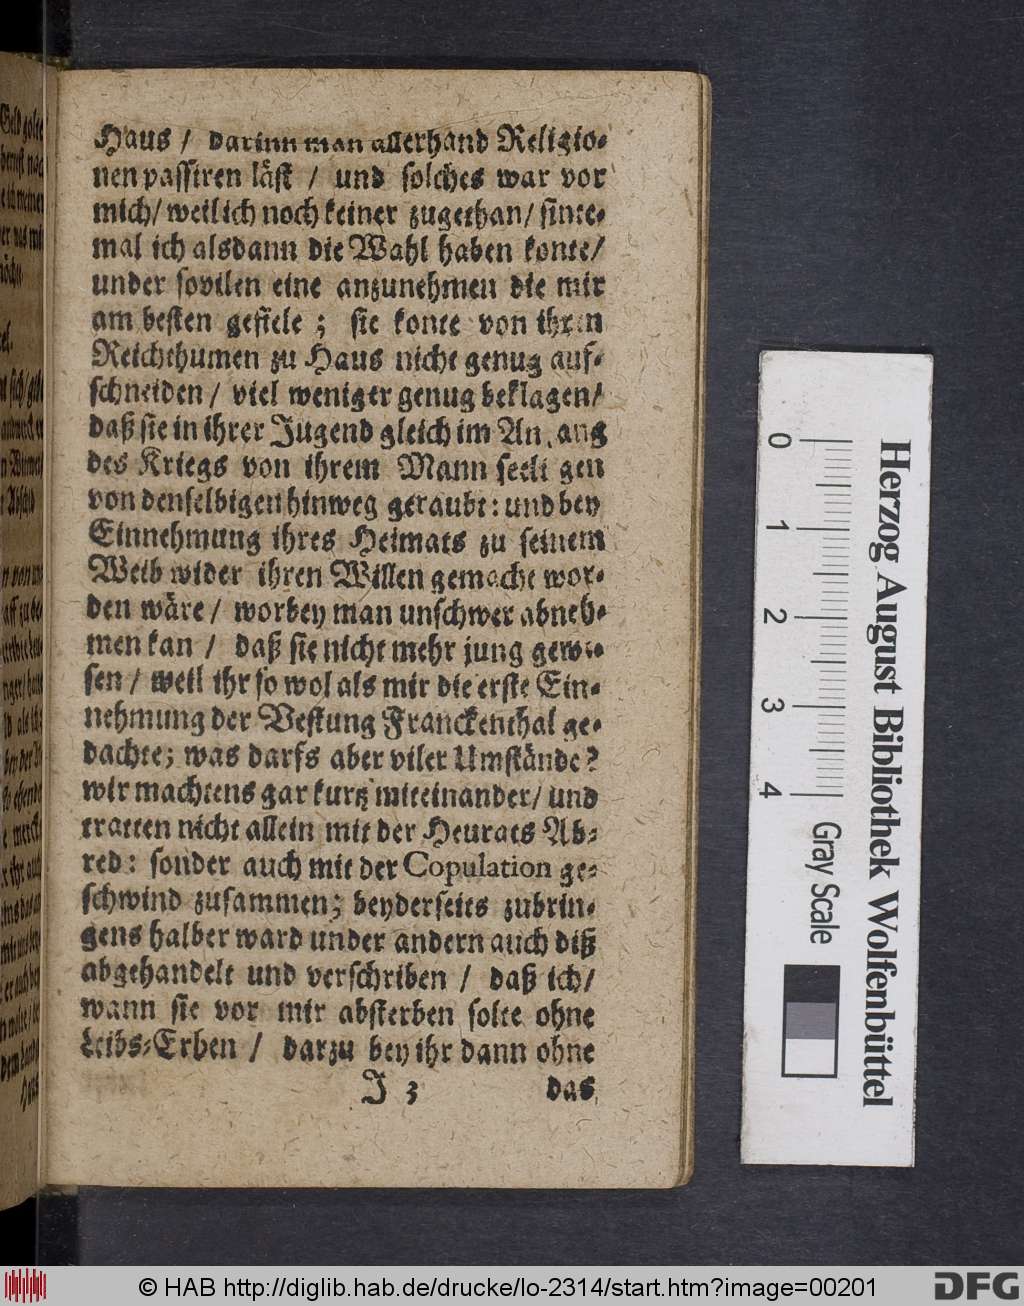 Haus / darinn man allerhand Religio-
nen passiren läst / und solches war vor
mich / weil ich noch keiner zugethan / sinte-
mal ich alsdann die Wahl haben konte /
under sovilen eine anzunehmen die mir
am besten gefiele ; sie konte von ihren
Reichthumen zu Haus nicht genug auf-
schneiden / viel weniger genug beklagen /
daß sie in ihrer Jugend gleich im An,ang
des Kriegs von ihrem Mann seeli gen
von denselbigen hinweg geraubt: und bey
Einnehmung ihres Heimats zu seinem
Weib wider ihren Willen gemacht wor-
den wäre / worbey man unschwer abneh-
men kan / daß sie nicht mehr jung gewe-
sen / weil ihr so wol als mir die erste Ein-
nehmung der Vestung Franckenthal ge-
dachte; was darfs aber viler Umstände?
wir machtens gar kurtz miteinander / und
tratten nicht allein mit der Heurats Ab-
red: sonder auch mit der Copulation ge-
schwind zusammen; beyderseits zubrin-
gens halber ward under andern auch diß
abgehandelt und verschriben / daß ich /
wann sie vor mir absterben solte ohne
Leibs-Erben / darzu bey ihr dann ohne
J 3 das
Herzog August Bibliothek Wolfenbüttel
0 1 2 3 4 Gray Scale
© HAB http://diglib.hab.de/drucke/lo-2314/start.htm?image=00201
DFG